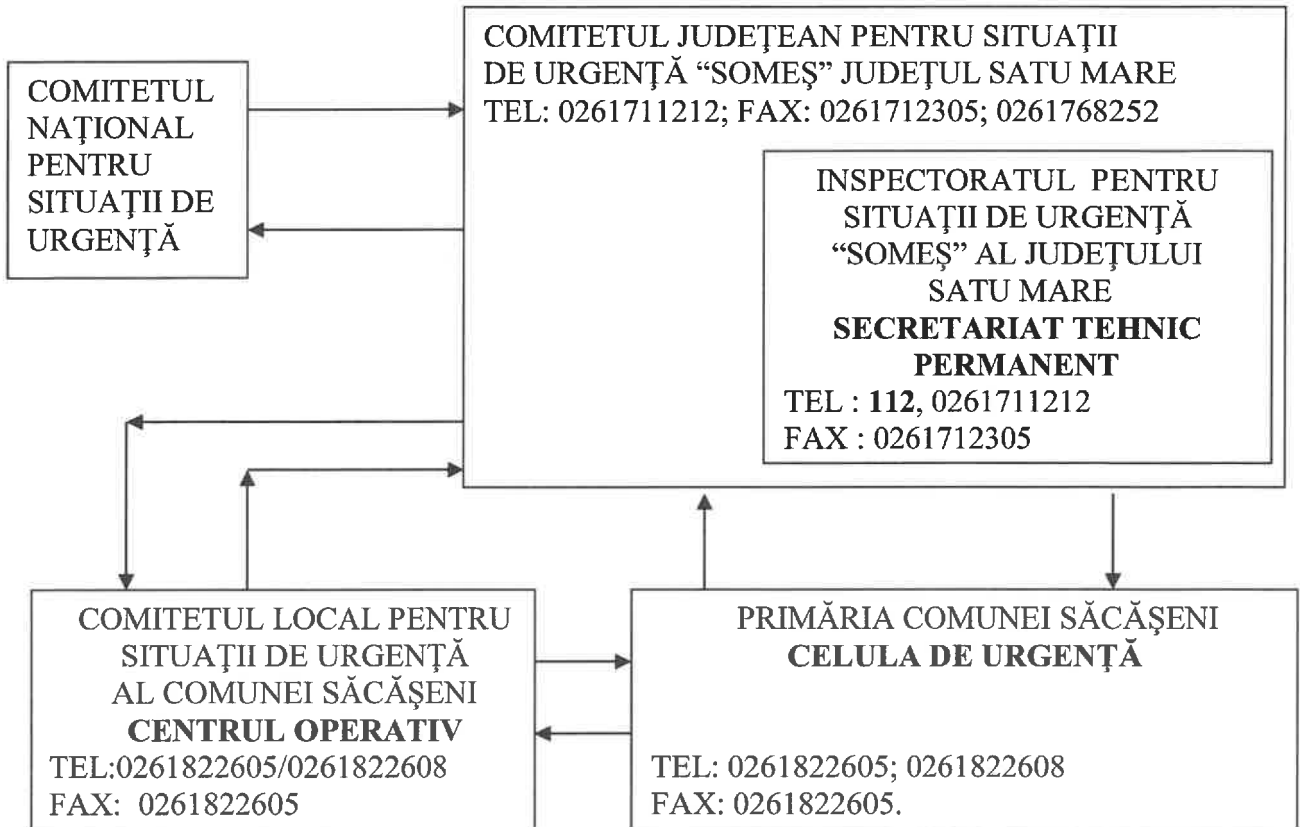 COMITETUL
NAŢIONAL
PENTRU
SITUAŢII DE
URGENŢĂ
COMITETUL JUDEŢEAN PENTRU SITUAŢII
DE URGENŢĂ “SOMEŞ” JUDEŢUL SATU MARE
TEL: 0261711212; FAX: 0261712305; 0261768252
INSPECTORATUL PENTRU
SITUAŢII DE URGENŢĂ
“SOMEŞ” AL JUDEŢULUI
SATU MARE
SECRETARIAT TEHNIC
PERMANENT
TEL : 112, 0261711212
FAX : 0261712305
COMITETUL LOCAL PENTRU
SITUAŢII DE URGENŢĂ
AL COMUNEI SĂCĂŞENI
CENTRUL OPERATIV
TEL:0261822605/0261822608
FAX: 0261822605
PRIMĂRIA COMUNEI SĂCĂŞENI
CELULA DE URGENŢĂ
TEL: 0261822605; 0261822608
FAX: 0261822605.